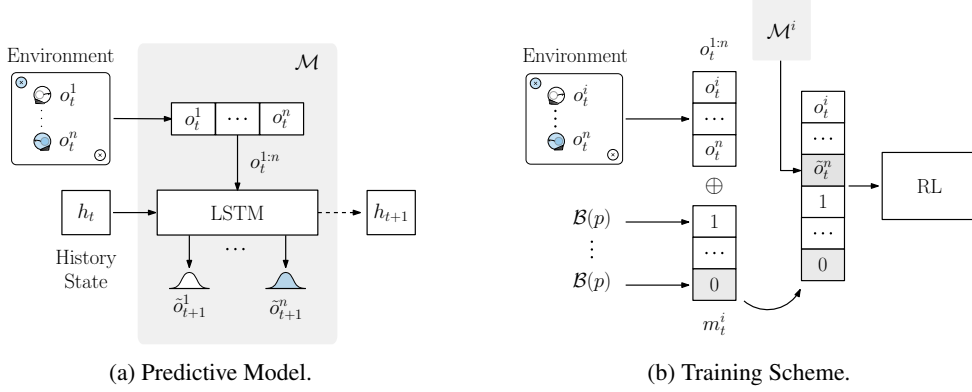 Environment
o_t^1
o_t^n
M
o_t^1 ... o_t^n
o_t^{1:n}
h_t
LSTM
h_{t+1}
History
State
...
õ_{t+1}^1
õ_{t+1}^n
(a) Predictive Model.
Environment
o_t^i
o_t^n
o_t^{1:n}
o_t^i
...
o_t^n
⊕
B(p)
⋮
B(p)
1
...
0
m_t^i
M^i
o_t^i
...
õ_t^n
1
...
0
RL
(b) Training Scheme.